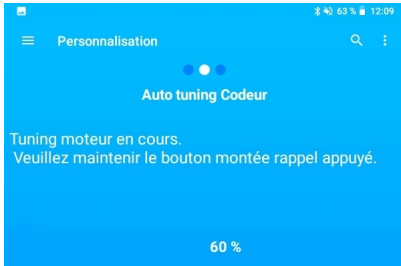 63 % 12:09
Personnalisation
Auto tuning Codeur
Tuning moteur en cours.
Veuillez maintenir le bouton montée rappel appuyé.
60 %